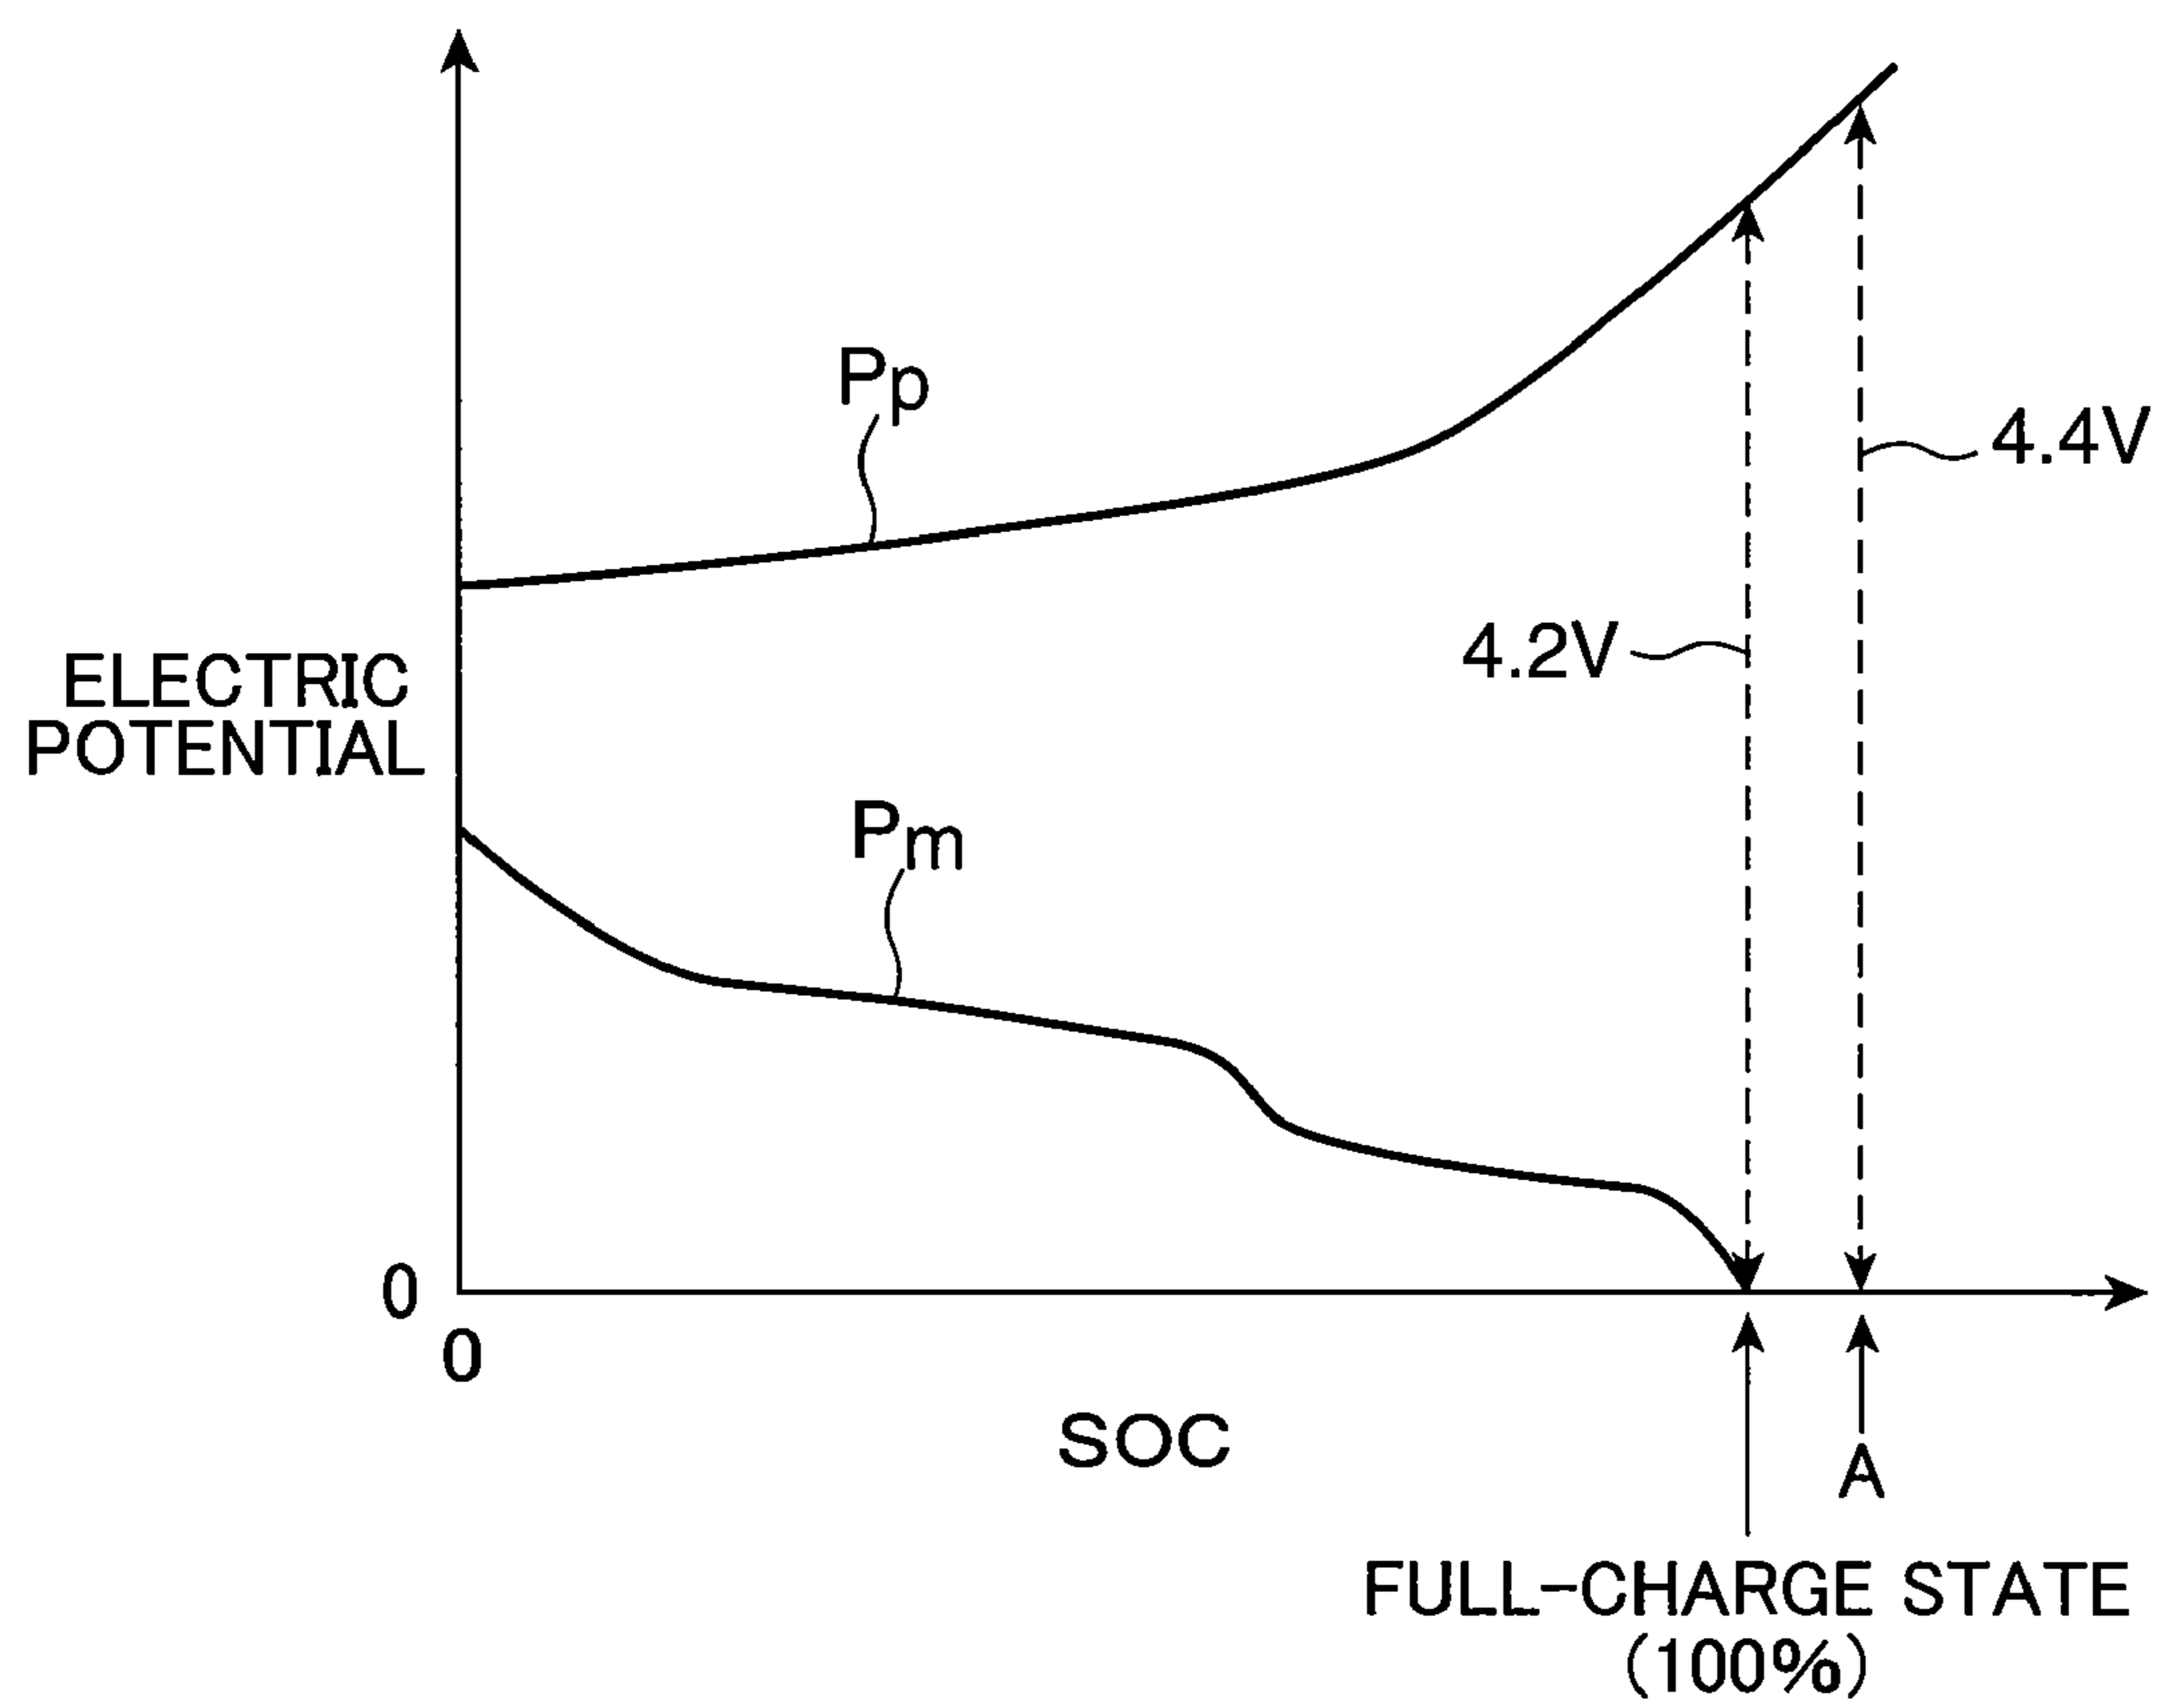 Pp
4.4V
4.2V
ELECTRIC
POTENTIAL
Pm
0
0
SOC
A
FULL-CHARGE STATE
(100%)